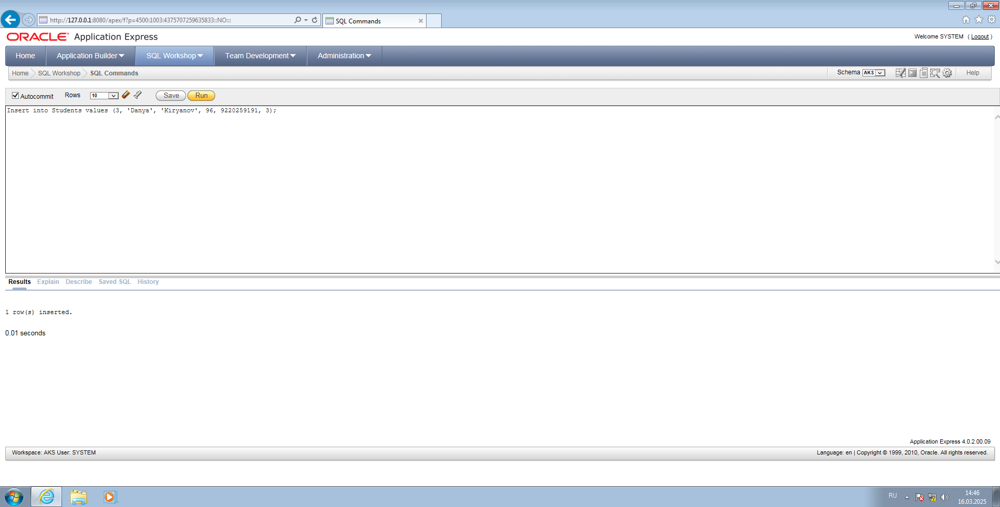 http://127.0.0.1:8080/apex/f?p=4500:1003:4375707259635833::NO:::
SQL Commands
ORACLE Application Express
Welcome SYSTEM ( Logout )
Home Application Builder SQL Workshop Team Development Administration
Home SQL Workshop SQL Commands Schema AKS Help
Autocommit Rows 10 Save Run
Insert into Students values (3, 'Danya', 'Kiryanov', 96, 9220259191, 3);
Results Explain Describe Saved SQL History
1 row(s) inserted.
0.01 seconds
Application Express 4.0.2.00.09
Workspace: AKS User: SYSTEM Language: en | Copyright © 1999, 2010, Oracle. All rights reserved.
RU 14:46
16.03.2025